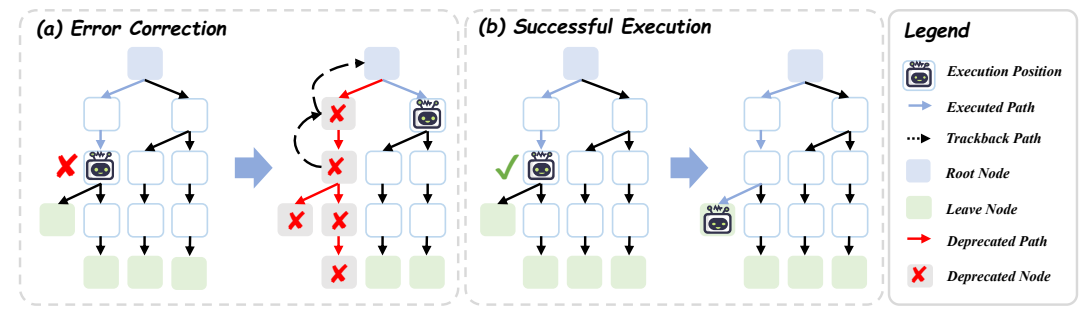 (a) Error Correction
(b) Successful Execution
Legend
Execution Position
Executed Path
Trackback Path
Root Node
Leave Node
Deprecated Path
Deprecated Node